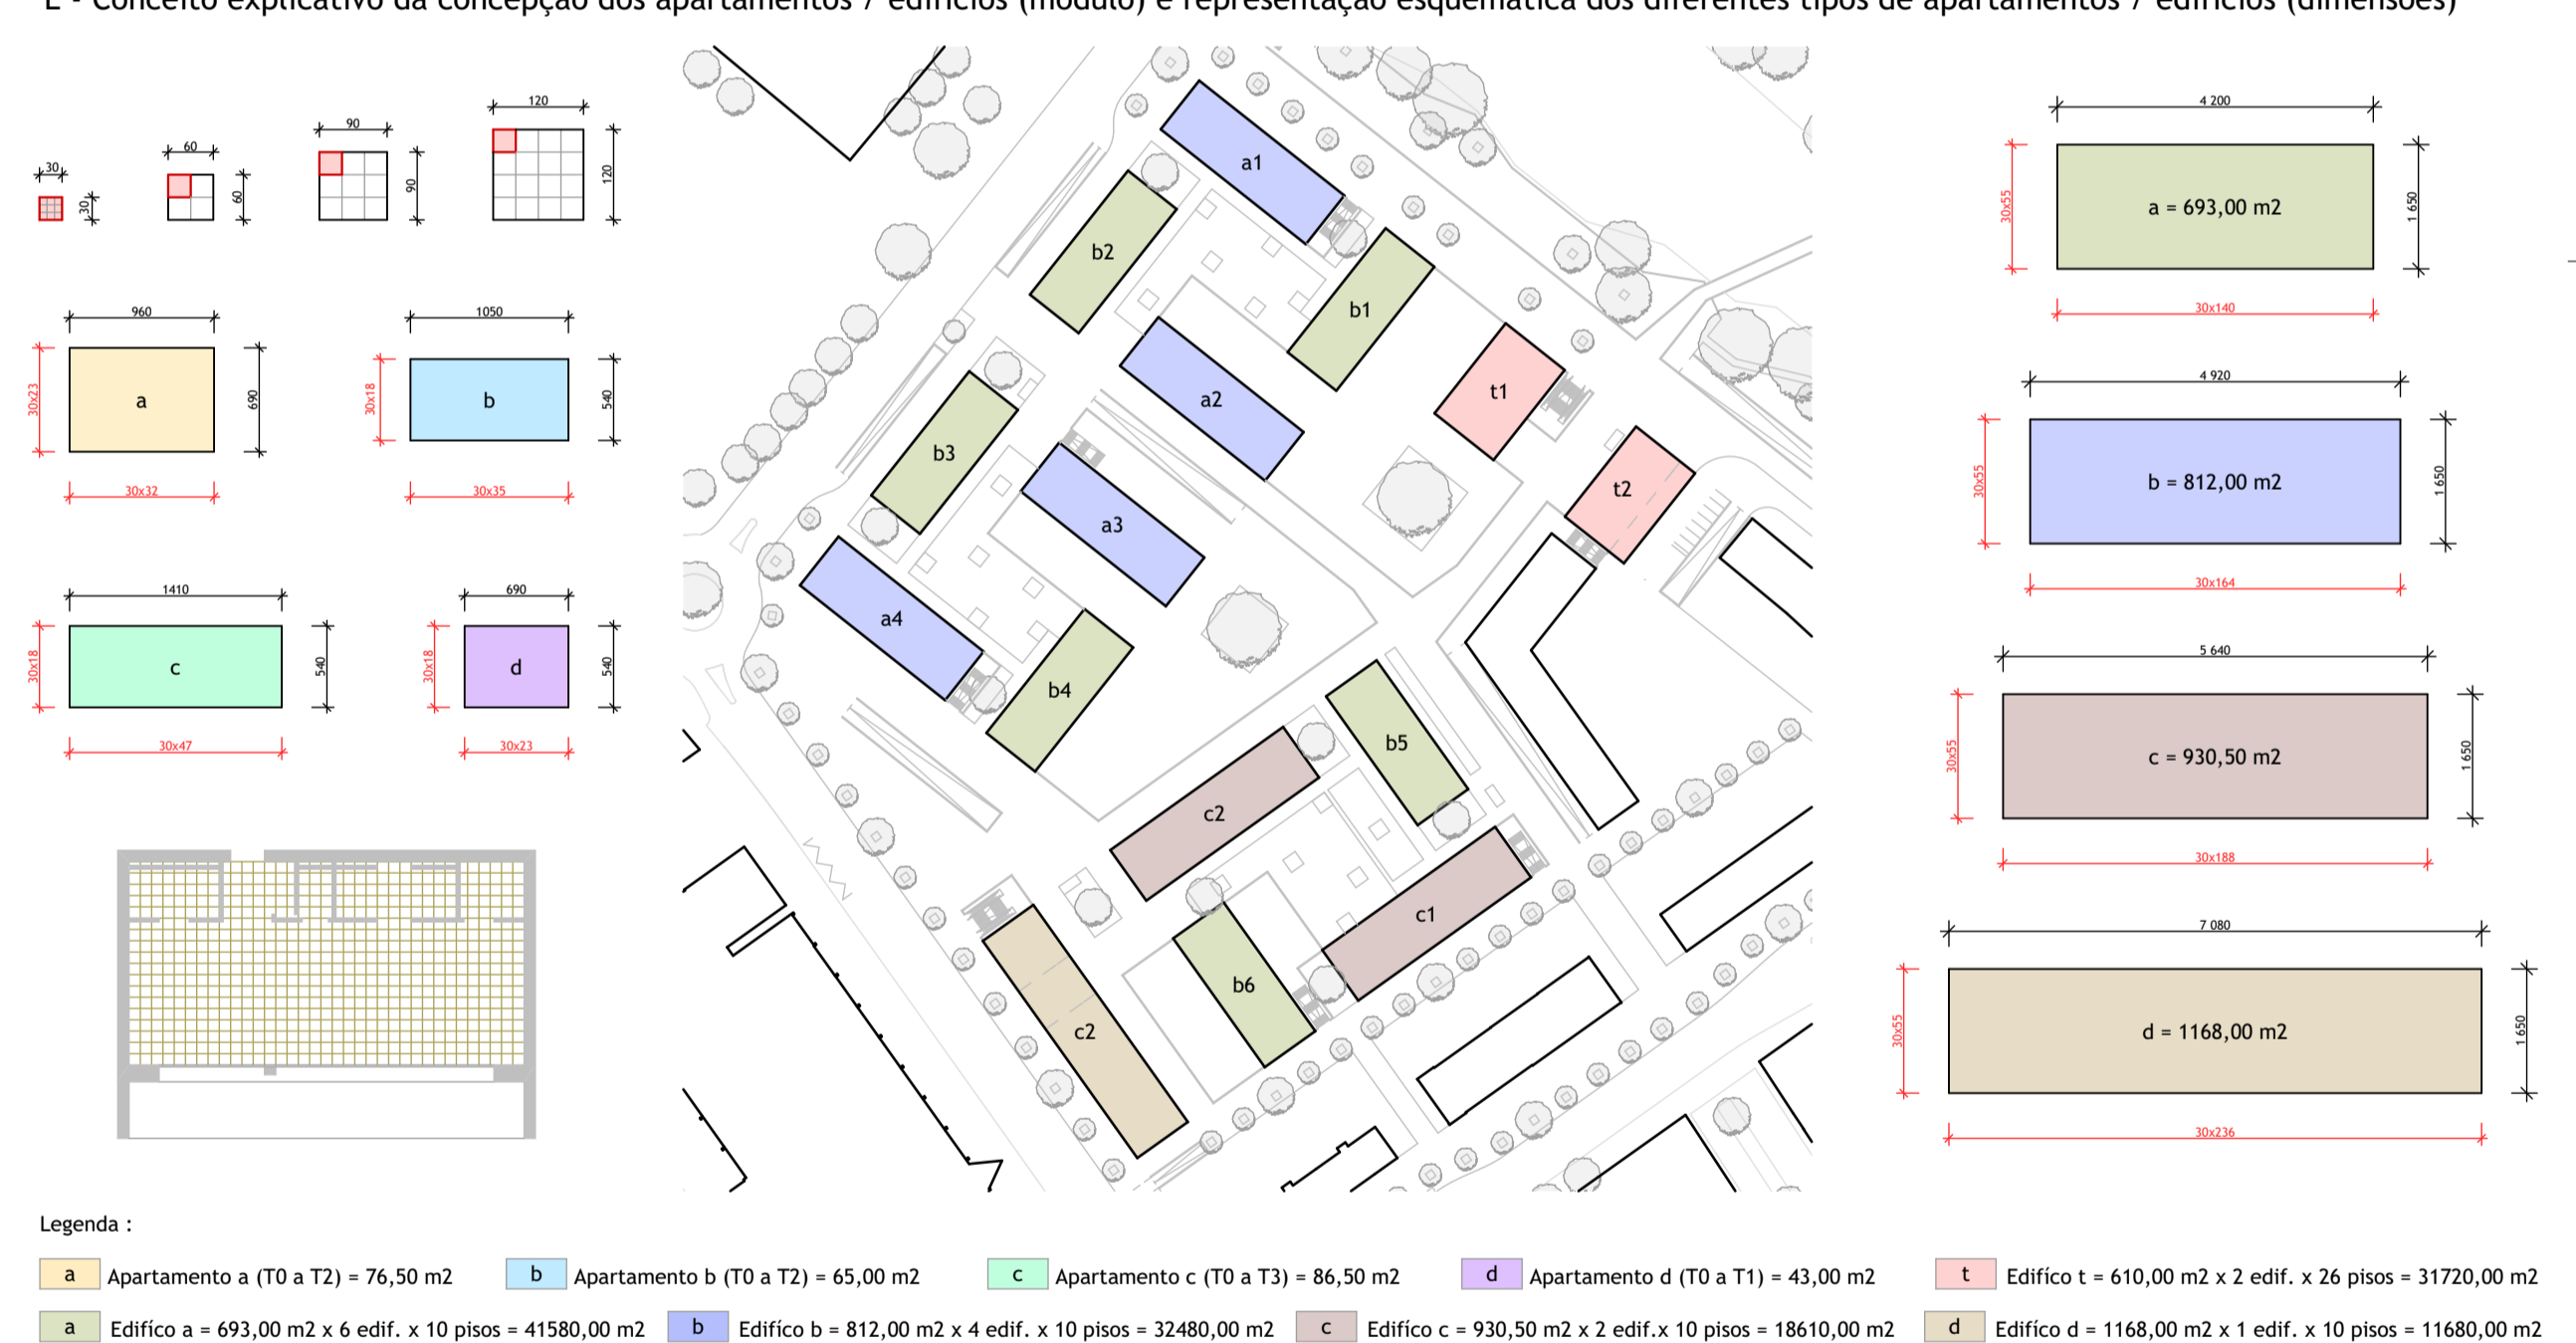 E - Conceito explicativo da concepção dos apartamentos / edifícios (módulo) e representação esquemática dos diferentes tipos de apartamentos / edifícios (dimensões)
30
30
60
60
90
90
120
120
960
30x23
a
690
30x32
1050
30x18
b
540
30x35
1410
30x18
c
540
30x47
690
30x18
d
540
30x23
a1
b2
b1
a2
t1
b3
t2
a3
a4
b4
b5
c2
c1
b6
c2
4 200
30x55
a = 693,00 m2
1 650
30x140
4 920
30x55
b = 812,00 m2
1 650
30x164
5 640
30x55
c = 930,50 m2
1 650
30x188
7 080
30x55
d = 1168,00 m2
1 650
30x236
Legenda :
a Apartamento a (T0 a T2) = 76,50 m2 b Apartamento b (T0 a T2) = 65,00 m2 c Apartamento c (T0 a T3) = 86,50 m2 d Apartamento d (T0 a T1) = 43,00 m2 t Edifíco t = 610,00 m2 x 2 edif. x 26 pisos = 31720,00 m2
a Edifíco a = 693,00 m2 x 6 edif. x 10 pisos = 41580,00 m2 b Edifíco b = 812,00 m2 x 4 edif. x 10 pisos = 32480,00 m2 c Edifíco c = 930,50 m2 x 2 edif.x 10 pisos = 18610,00 m2 d Edifíco d = 1168,00 m2 x 1 edif. x 10 pisos = 11680,00 m2